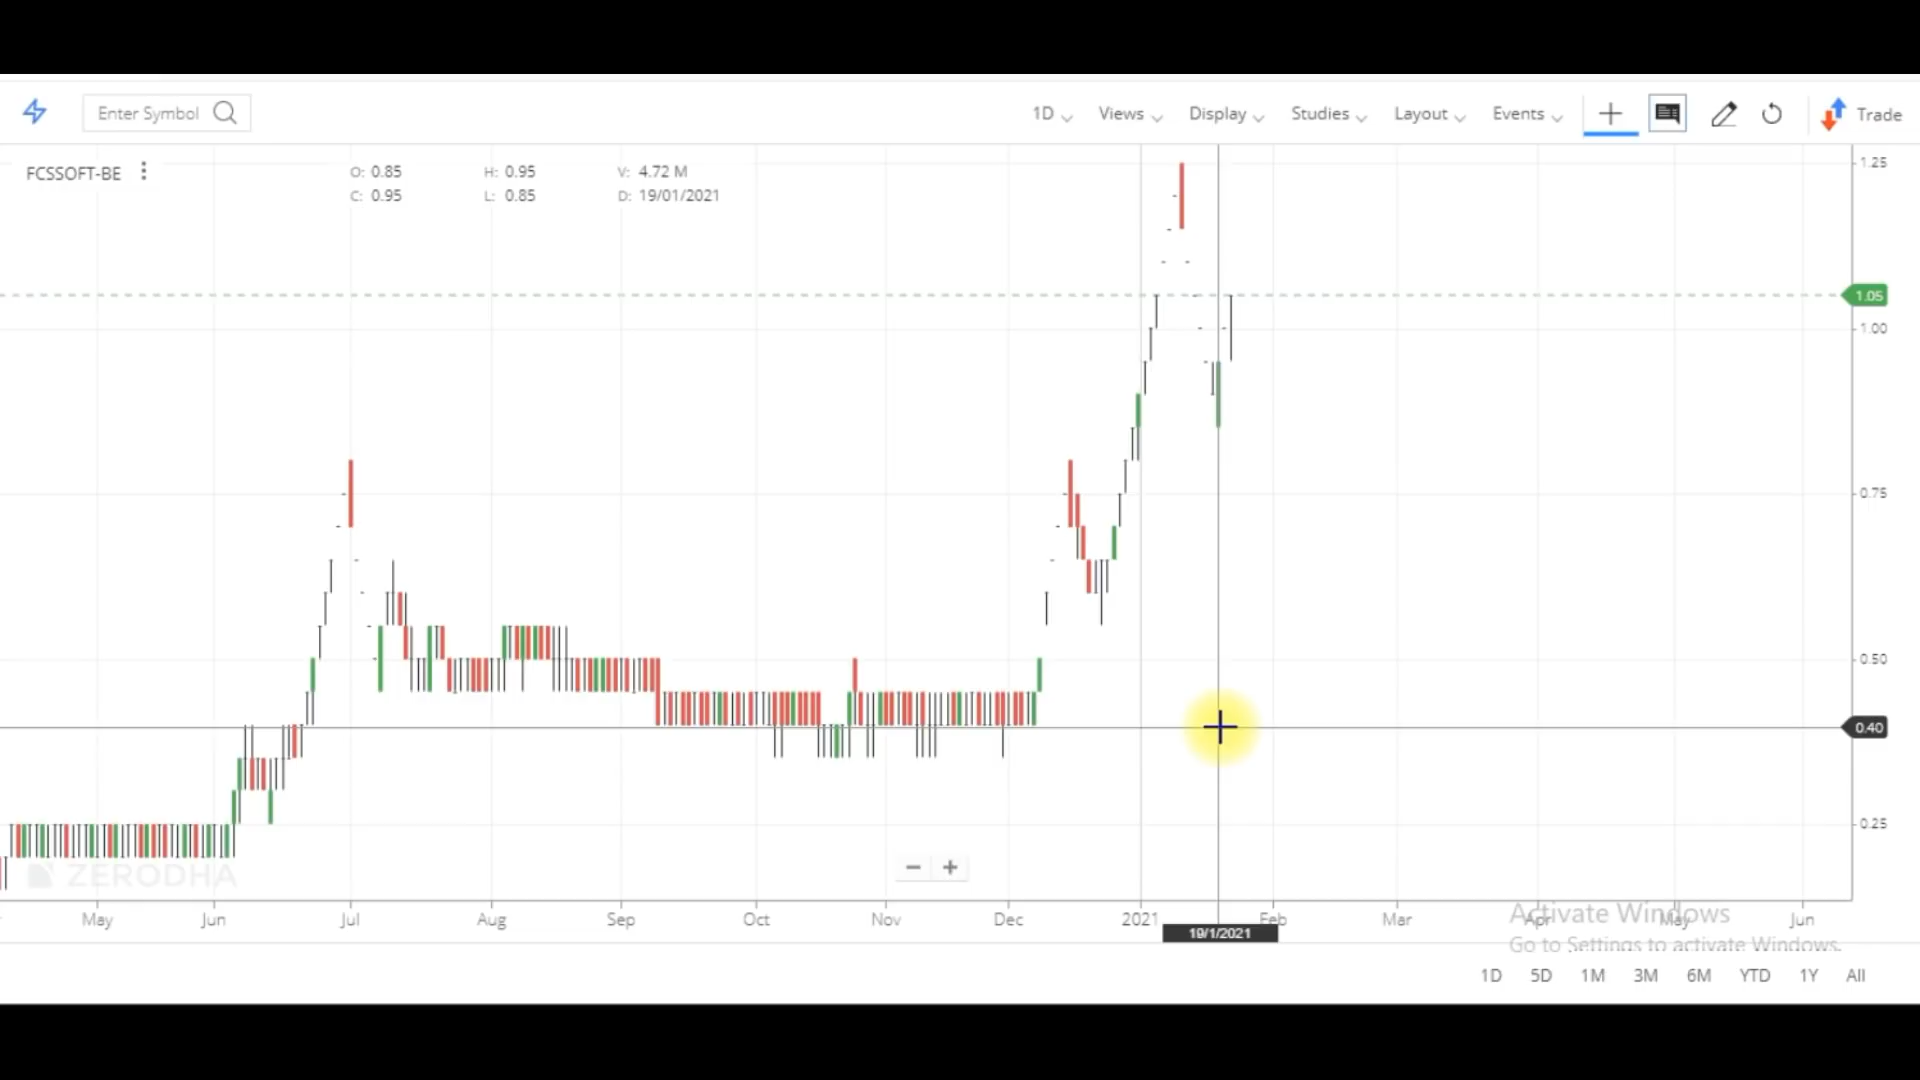 Enter Symbol 1D Views Display Studies Layout Events Trade
FCSSOFT-BE O: 0.85 H: 0.95 V: 4.72 M
C: 0.95 L: 0.85 D: 19/01/2021
1.25
1.05
1.00
0.75
0.50
0.40
0.25
ZERODHA
May Jun Jul Aug Sep Oct Nov Dec 2021 Feb Mar Apr May Jun
19/1/2021
Activate Windows
Go to Settings to activate Windows.
1D 5D 1M 3M 6M YTD 1Y All